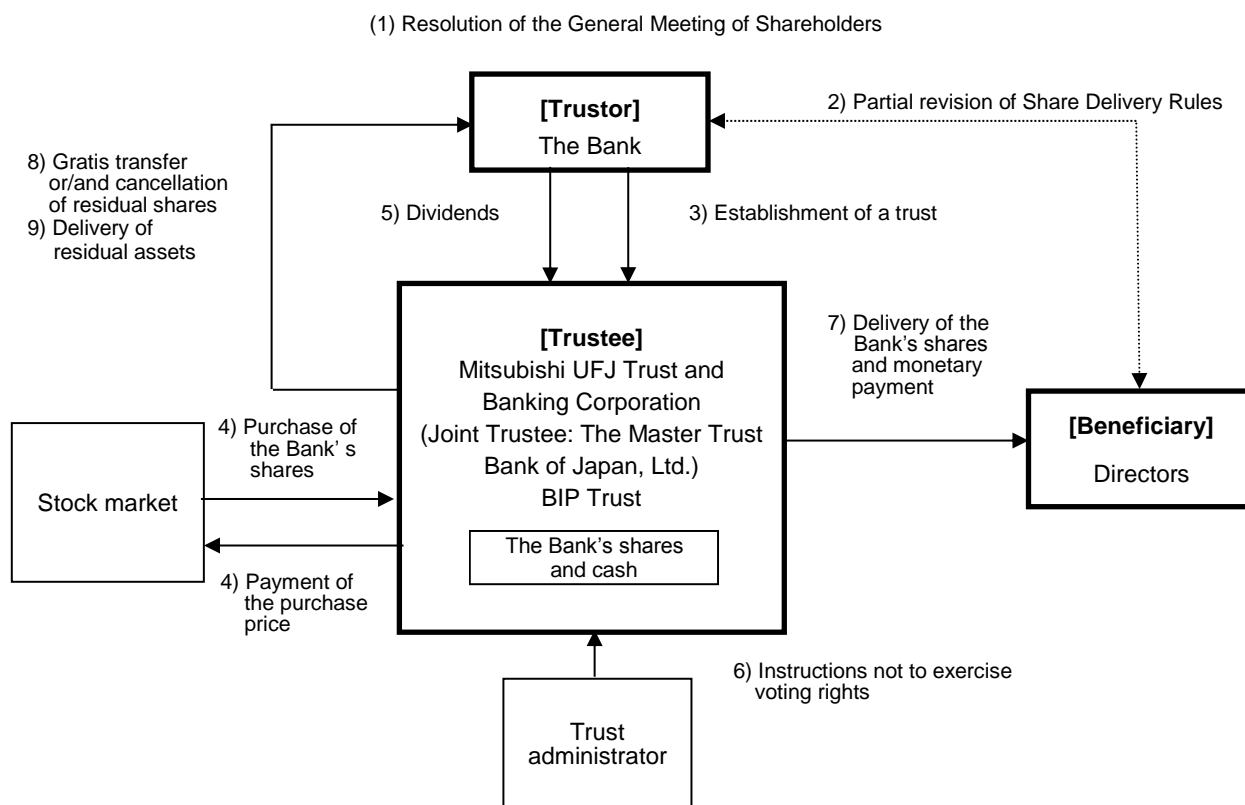 (1) Resolution of the General Meeting of Shareholders
[Trustor]
The Bank
2) Partial revision of Share Delivery Rules
8) Gratis transfer
or/and cancellation
of residual shares
9) Delivery of
residual assets
5) Dividends
3) Establishment of a trust
[Trustee]
Mitsubishi UFJ Trust and
Banking Corporation
(Joint Trustee: The Master Trust
Bank of Japan, Ltd.)
BIP Trust
The Bank's shares
and cash
7) Delivery of the
Bank's shares
and monetary
payment
[Beneficiary]
Directors
Stock market
4) Purchase of
the Bank' s
shares
4) Payment of
the purchase
price
6) Instructions not to exercise
voting rights
Trust
administrator